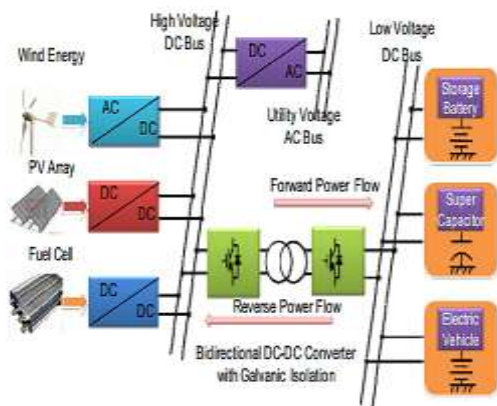 High Voltage
DC Bus
Low Voltage
DC Bus
Wind Energy
DC
AC
Storage
Battery
AC
DC
Utility Voltage
AC Bus
PV Array
DC
DC
Forward Power Flow
Super
Capacitor
Fuel Cell
DC
DC
Reverse Power Flow
Electric
Vehicle
Bidirectional DC-DC Converter
with Galvanic Isolation